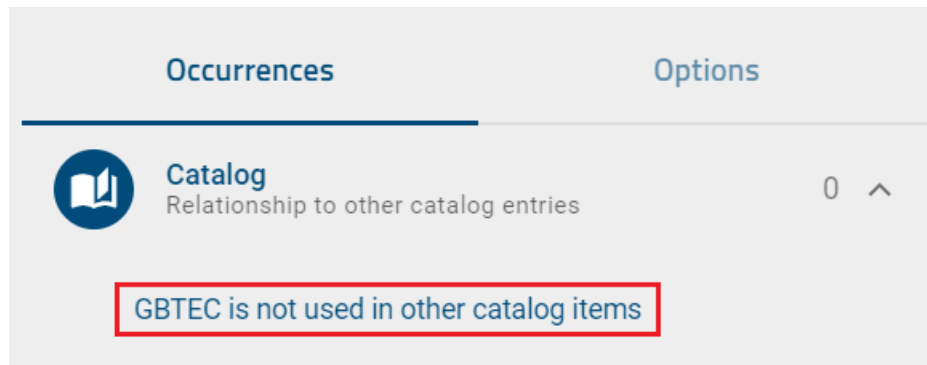 Occurrences Options
Catalog
Relationship to other catalog entries 0
GBTEC is not used in other catalog items